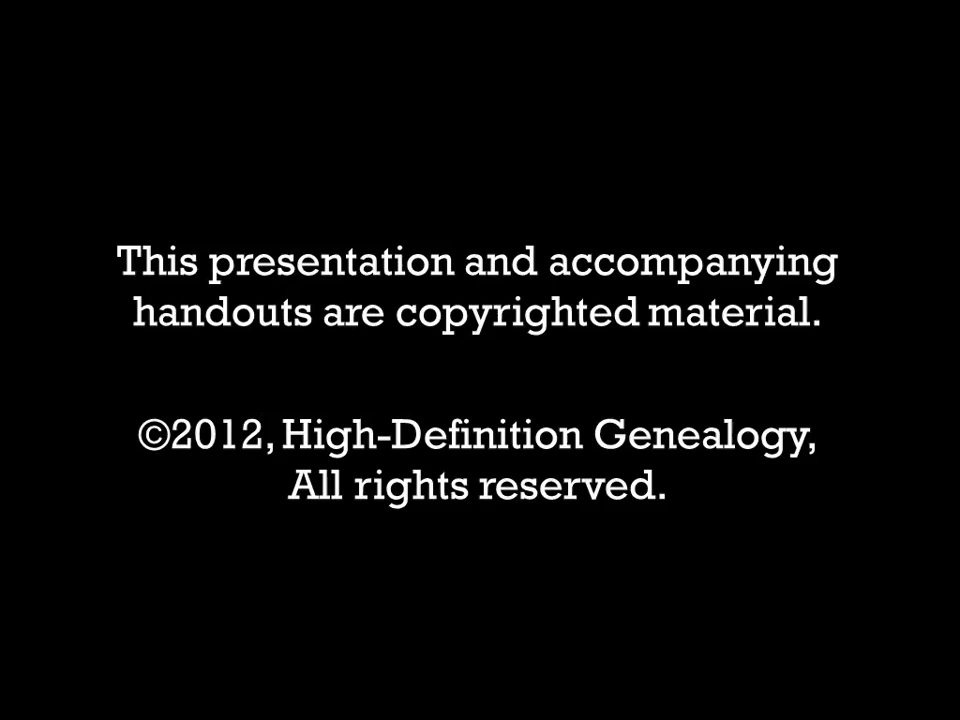 This presentation and accompanying
handouts are copyrighted material.
©2012, High-Definition Genealogy,
All rights reserved.